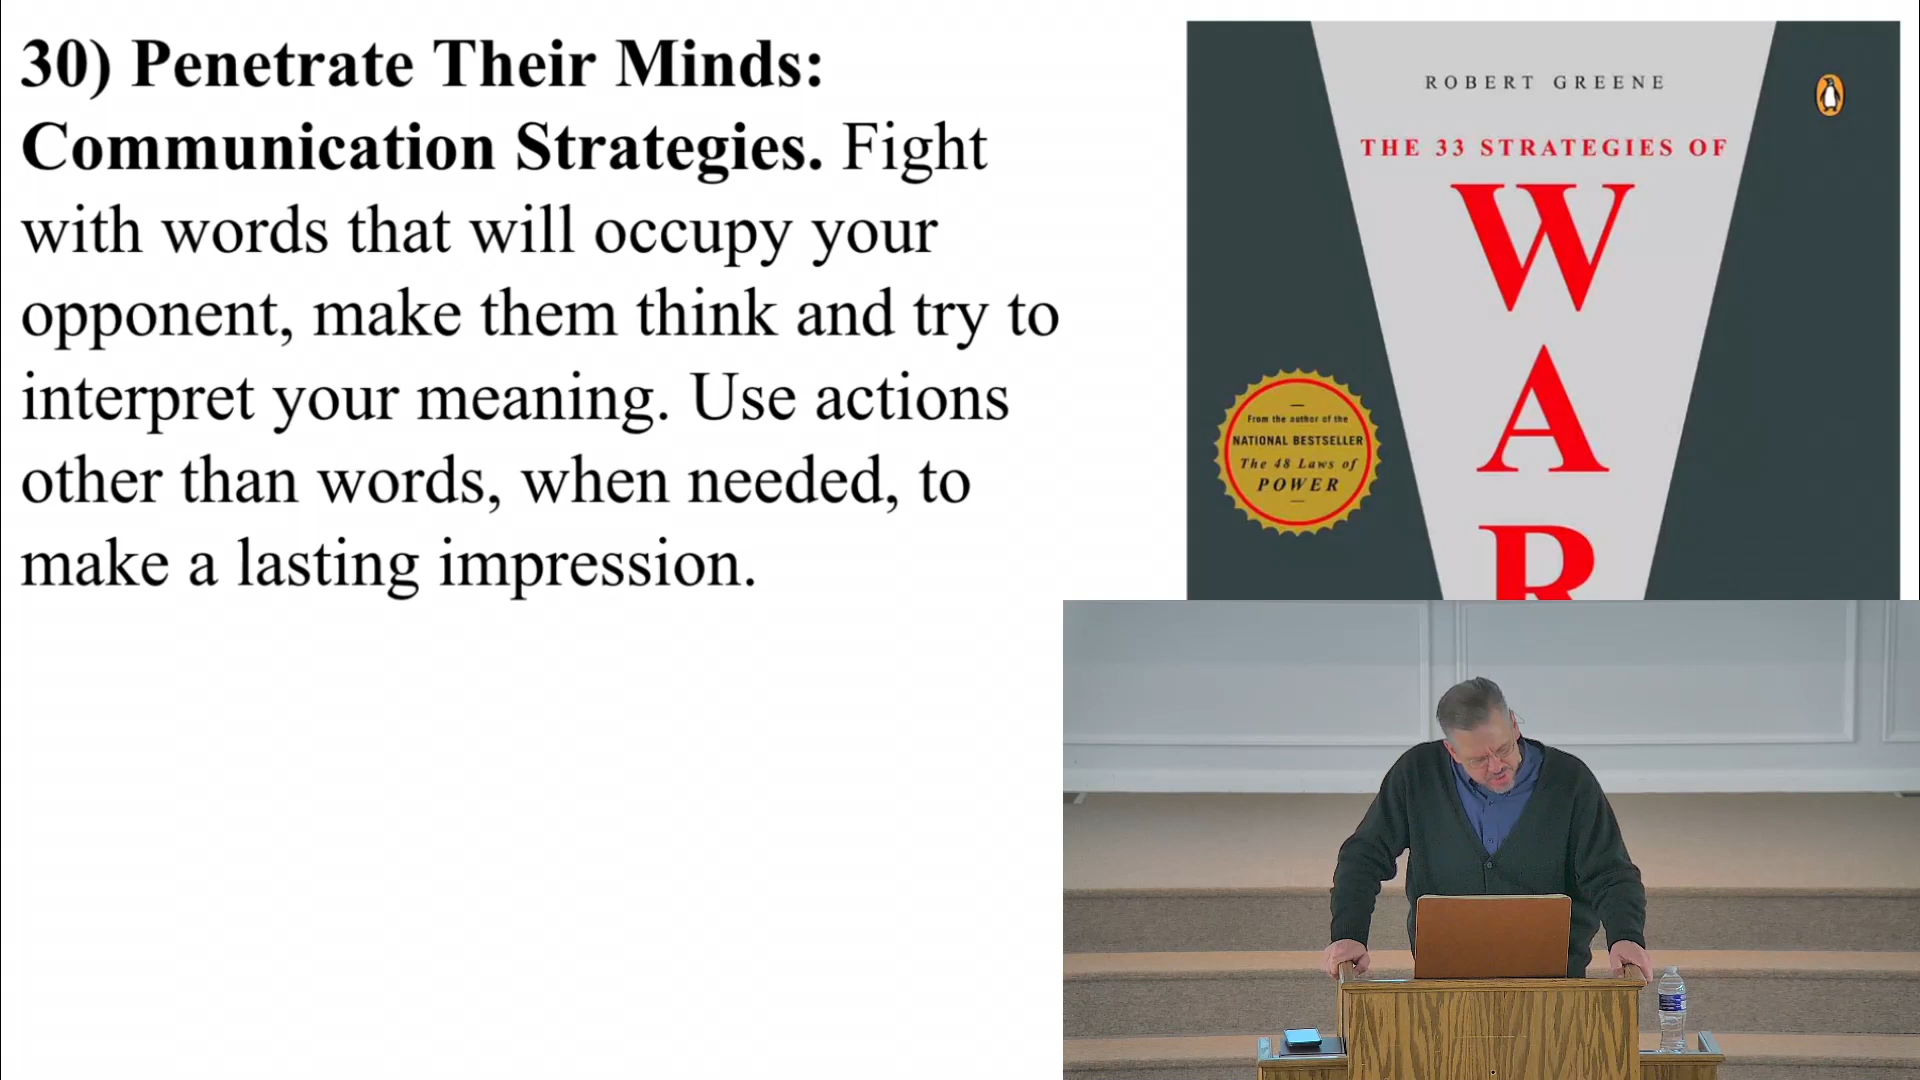 30) Penetrate Their Minds:
Communication Strategies. Fight
with words that will occupy your
opponent, make them think and try to
interpret your meaning. Use actions
other than words, when needed, to
make a lasting impression.
ROBERT GREENE
THE 33 STRATEGIES OF
W
A
R
From the author of the
NATIONAL BESTSELLER
The 48 Laws of
POWER